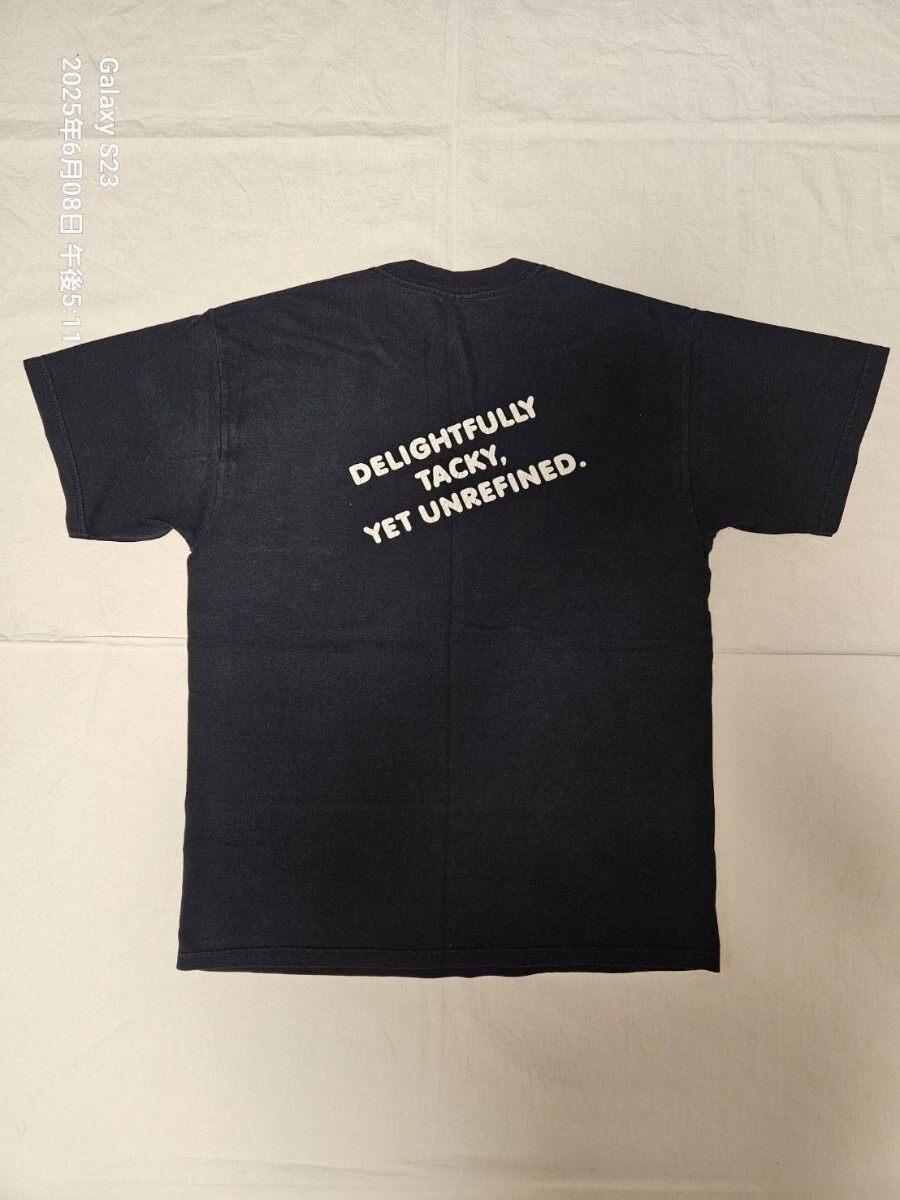 Galaxy S23
2025年6月08日 午後5:11
DELIGHTFULLY
TACKY,
YET UNREFINED.